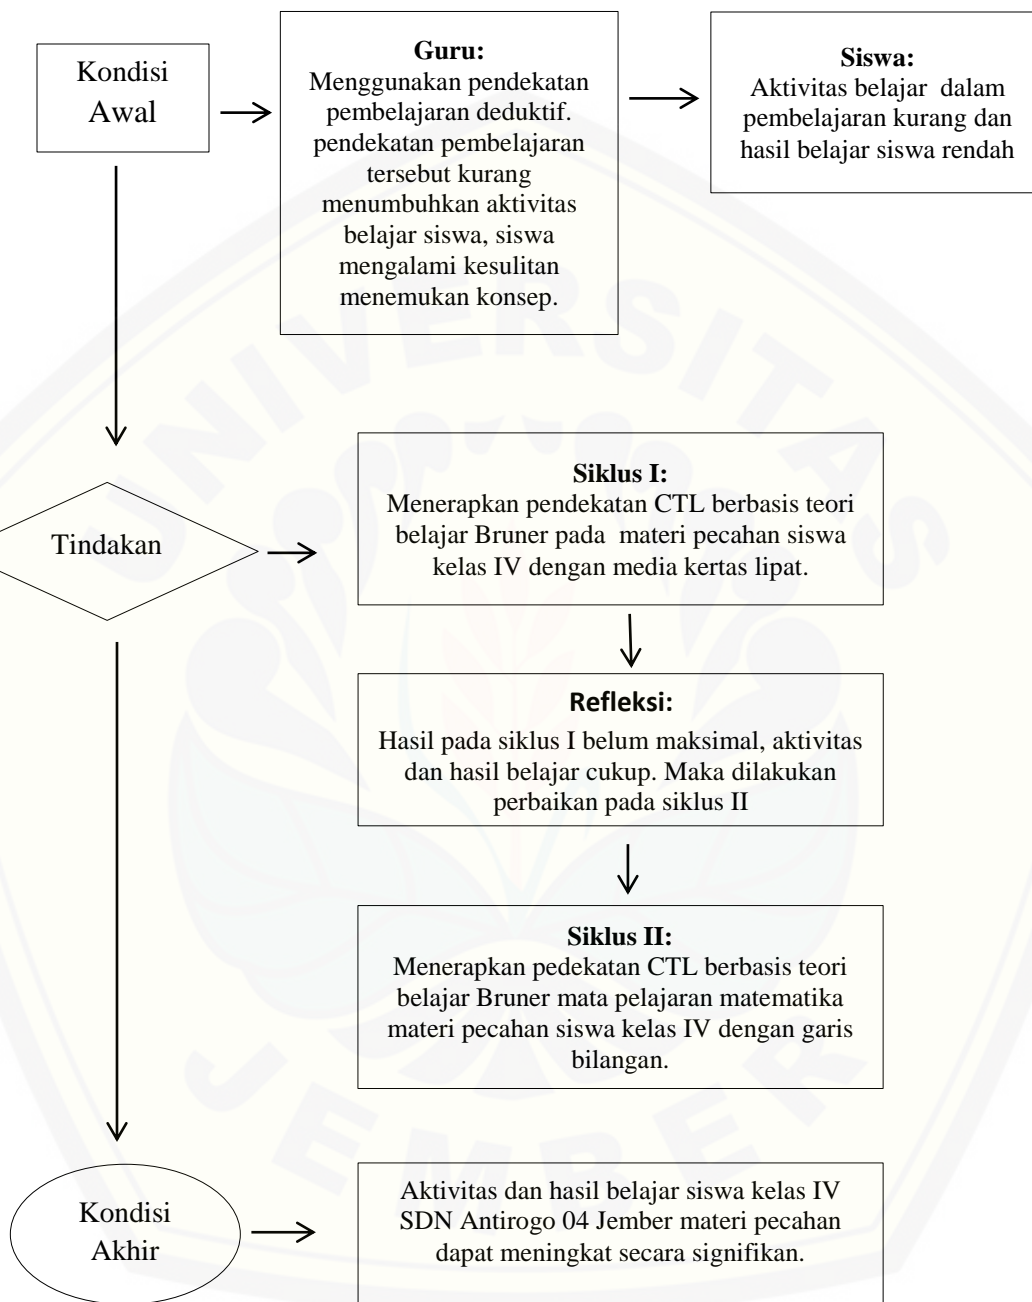 Kondisi
Awal
Guru:
Menggunakan pendekatan
pembelajaran deduktif.
pendekatan pembelajaran
tersebut kurang
menumbuhkan aktivitas
belajar siswa, siswa
mengalami kesulitan
menemukan konsep.
Siswa:
Aktivitas belajar dalam
pembelajaran kurang dan
hasil belajar siswa rendah
Tindakan
Siklus I:
Menerapkan pendekatan CTL berbasis teori
belajar Bruner pada materi pecahan siswa
kelas IV dengan media kertas lipat.
Refleksi:
Hasil pada siklus I belum maksimal, aktivitas
dan hasil belajar cukup. Maka dilakukan
perbaikan pada siklus II
Siklus II:
Menerapkan pedekatan CTL berbasis teori
belajar Bruner mata pelajaran matematika
materi pecahan siswa kelas IV dengan garis
bilangan.
Kondisi
Akhir
Aktivitas dan hasil belajar siswa kelas IV
SDN Antirogo 04 Jember materi pecahan
dapat meningkat secara signifikan.
UNIVERSITAS
JEMBER